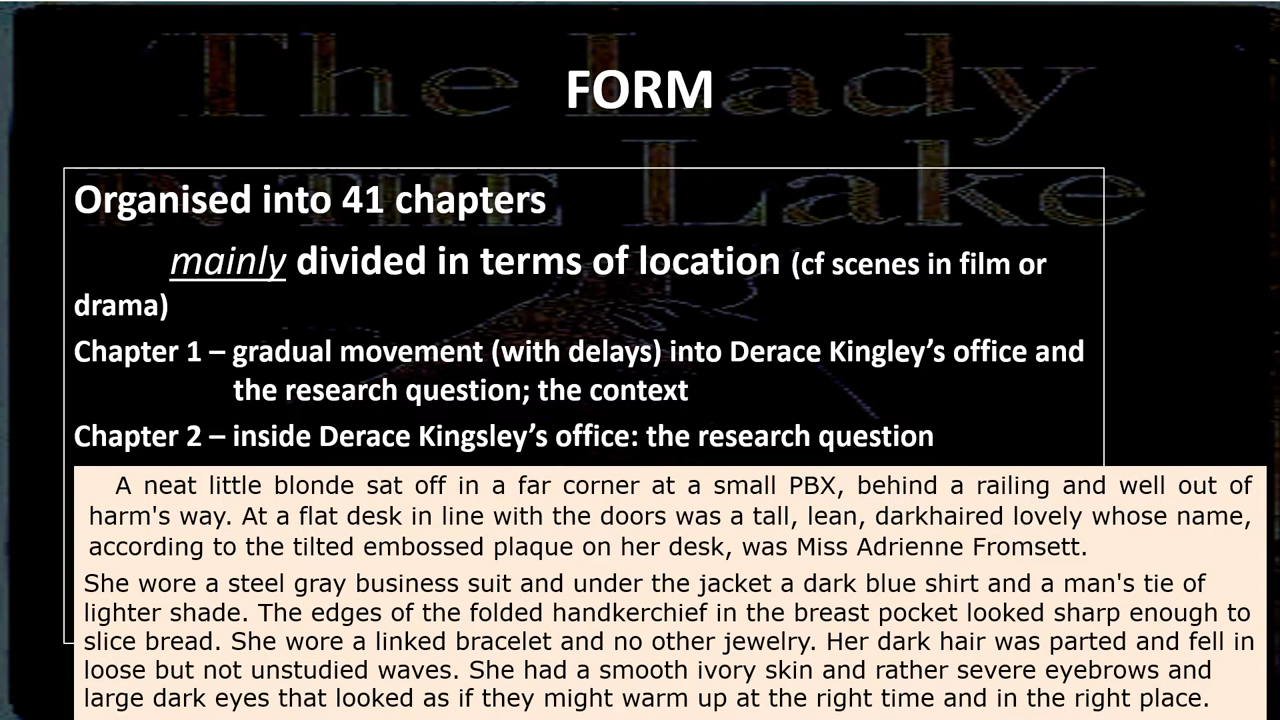 The Lady
FORM
IN THE Lake
Organised into 41 chapters
mainly divided in terms of location (cf scenes in film or
drama)
Chapter 1 – gradual movement (with delays) into Derace Kingley’s office and
the research question; the context
Chapter 2 – inside Derace Kingsley’s office: the research question
A neat little blonde sat off in a far corner at a small PBX, behind a railing and well out of
harm's way. At a flat desk in line with the doors was a tall, lean, darkhaired lovely whose name,
according to the tilted embossed plaque on her desk, was Miss Adrienne Fromsett.
She wore a steel gray business suit and under the jacket a dark blue shirt and a man's tie of
lighter shade. The edges of the folded handkerchief in the breast pocket looked sharp enough to
slice bread. She wore a linked bracelet and no other jewelry. Her dark hair was parted and fell in
loose but not unstudied waves. She had a smooth ivory skin and rather severe eyebrows and
large dark eyes that looked as if they might warm up at the right time and in the right place.